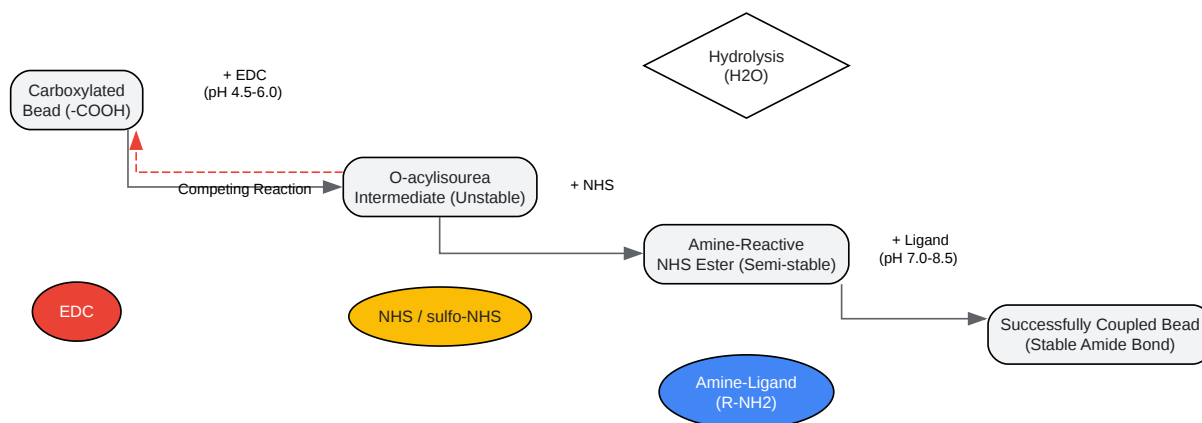 Hydrolysis
(H2O)
+ EDC
(pH 4.5-6.0)
Carboxylated
Bead (-COOH)
Competing Reaction
O-acylisourea
Intermediate (Unstable)
+ NHS
Amine-Reactive
NHS Ester (Semi-stable)
+ Ligand
(pH 7.0-8.5)
EDC
NHS / sulfo-NHS
Successfully Coupled Bead
(Stable Amide Bond)
Amine-Ligand
(R-NH2)